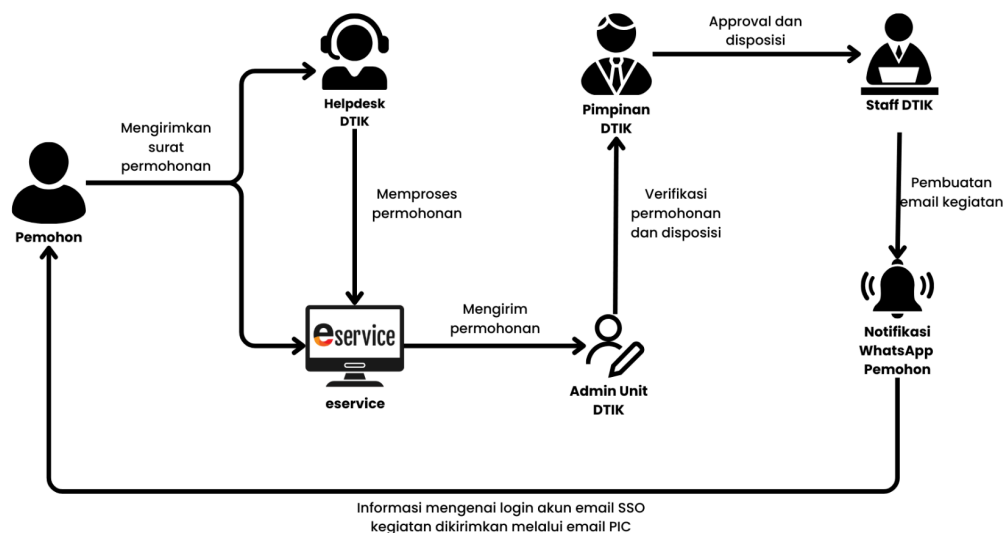 Approval dan
disposisi
Helpdesk
DTIK
Pimpinan
DTIK
Staff DTIK
Mengirimkan
surat
permohonan
Memproses
permohonan
Verifikasi
permohonan
dan disposisi
Pembuatan
email kegiatan
Pemohon
eservice
eservice
Mengirim
permohonan
Admin Unit
DTIK
Notifikasi
WhatsApp
Pemohon
Informasi mengenai login akun email SSO
kegiatan dikirimkan melalui email PIC